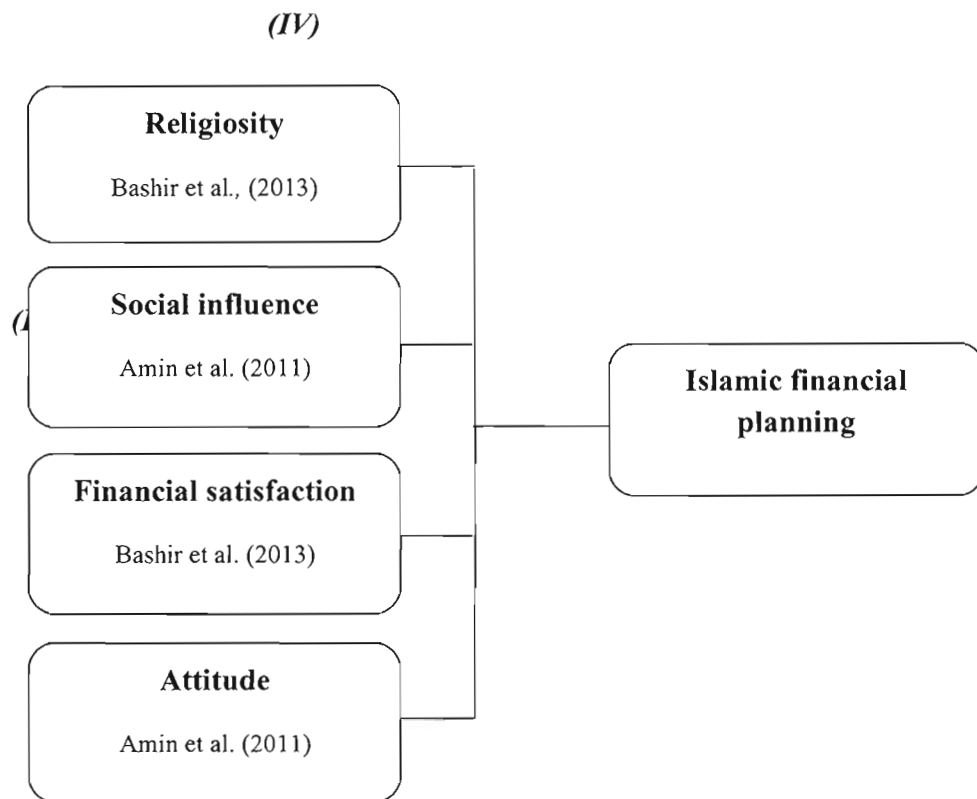 (IV)
Religiosity
Bashir et al., (2013)
Social influence
Amin et al. (2011)
Financial satisfaction
Bashir et al. (2013)
Attitude
Amin et al. (2011)
Islamic financial
planning